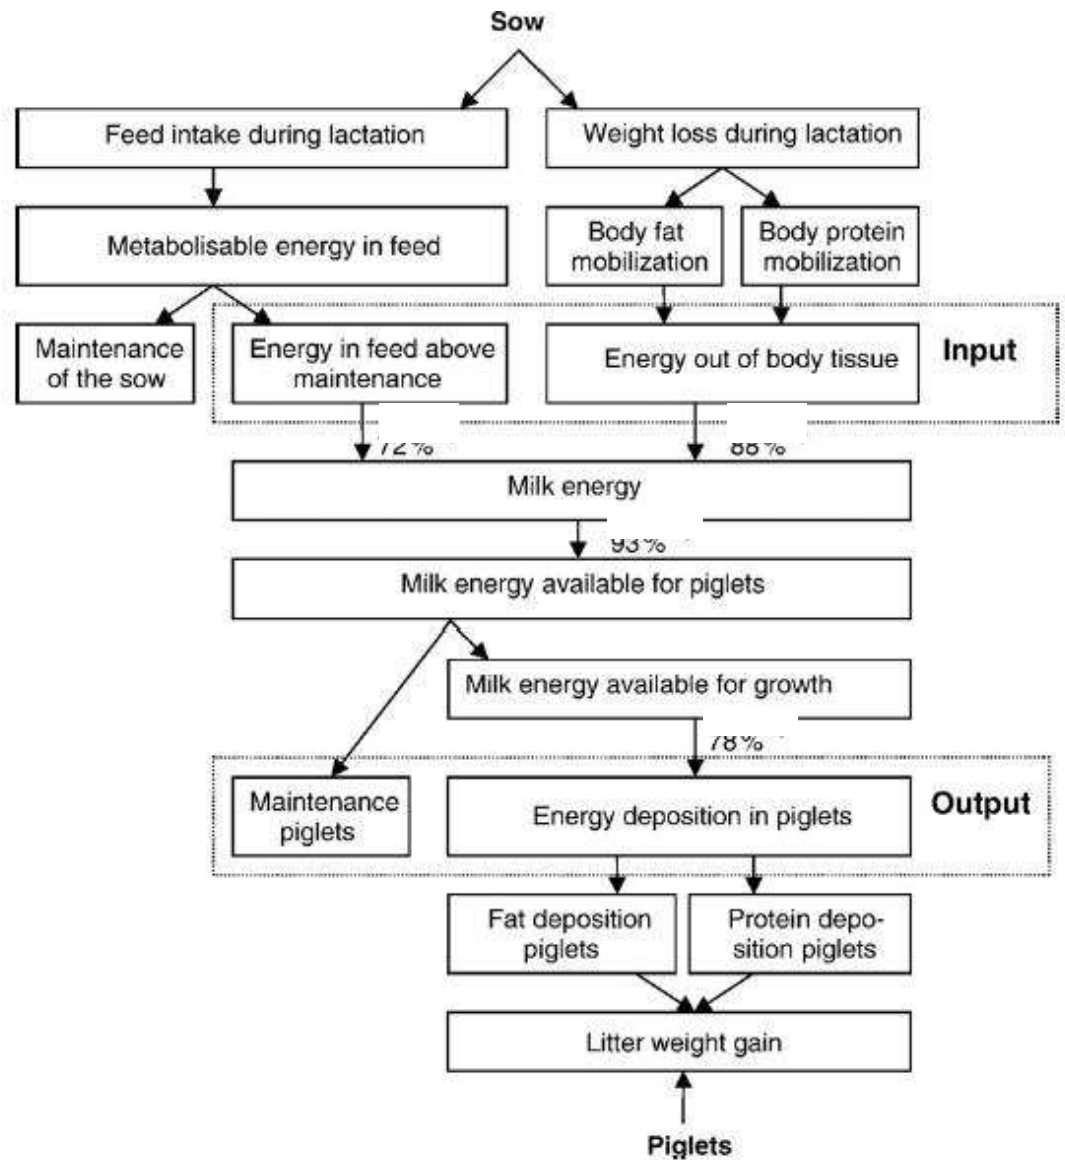 Sow
Feed intake during lactation
Weight loss during lactation
Metabolisable energy in feed
Body fat
mobilization
Body protein
mobilization
Maintenance
of the sow
Energy in feed above
maintenance
Energy out of body tissue
Input
72%
88%
Milk energy
93%
Milk energy available for piglets
Milk energy available for growth
78%
Maintenance
piglets
Energy deposition in piglets
Output
Fat deposition
piglets
Protein depo-
sition piglets
Litter weight gain
Piglets